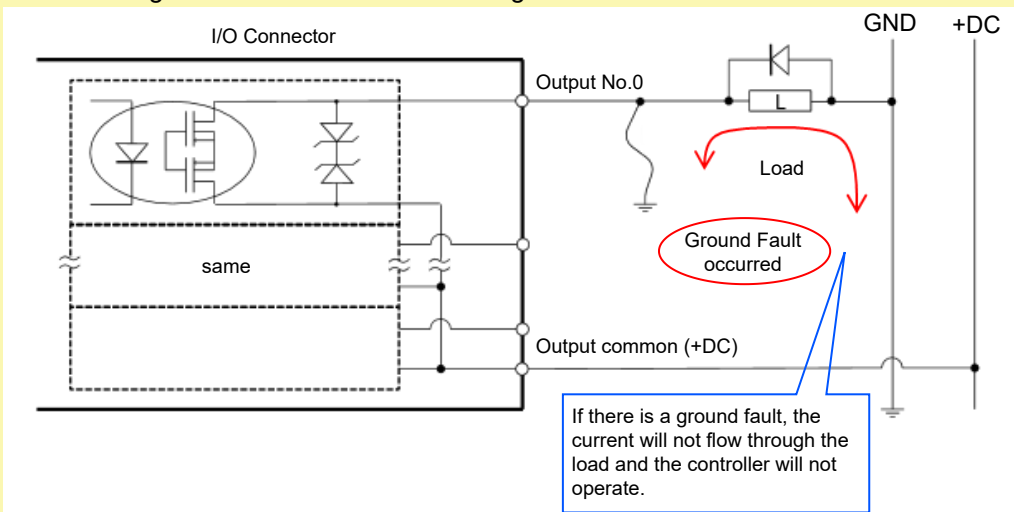 GND
+DC
I/O Connector
Output No.0
L
Load
Ground Fault
occurred
same
Output common (+DC)
If there is a ground fault, the
current will not flow through the
load and the controller will not
operate.